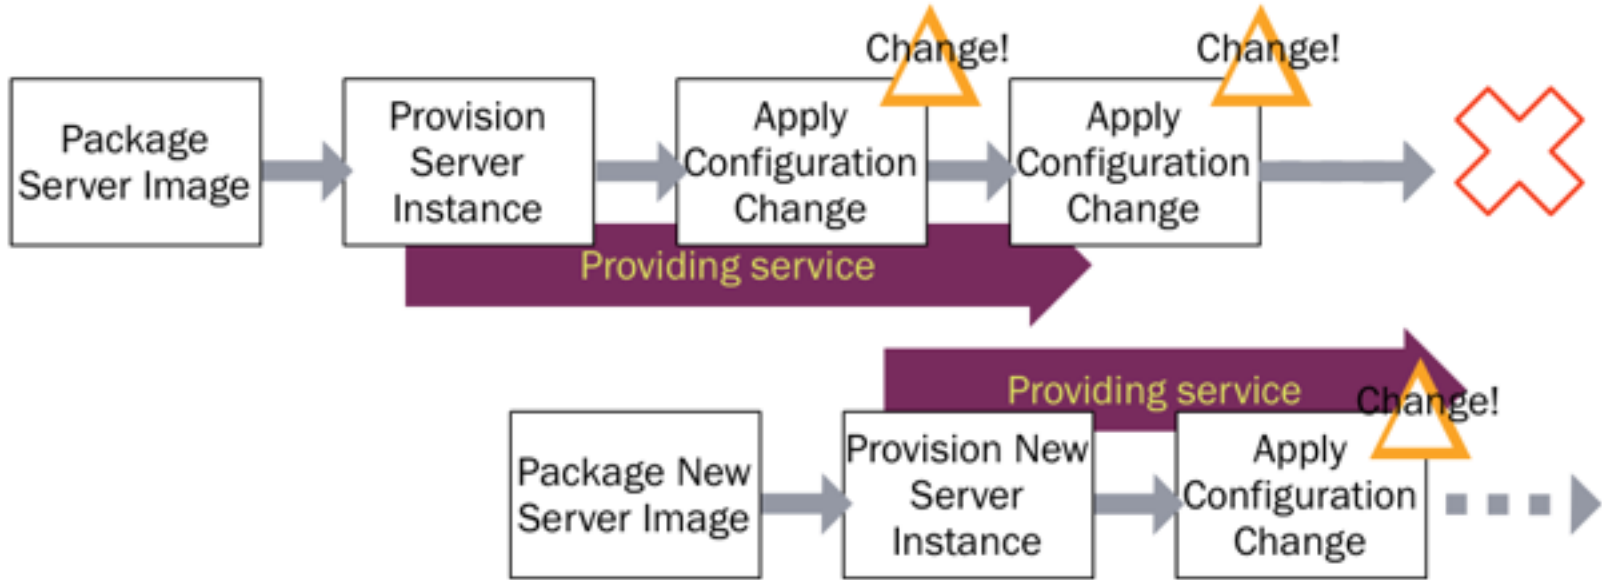 Change!
Change!
Package
Server Image
Provision
Server
Instance
Apply
Configuration
Change
Apply
Configuration
Change
Providing service
Providing service
Change!
Package New
Server Image
Provision New
Server
Instance
Apply
Configuration
Change